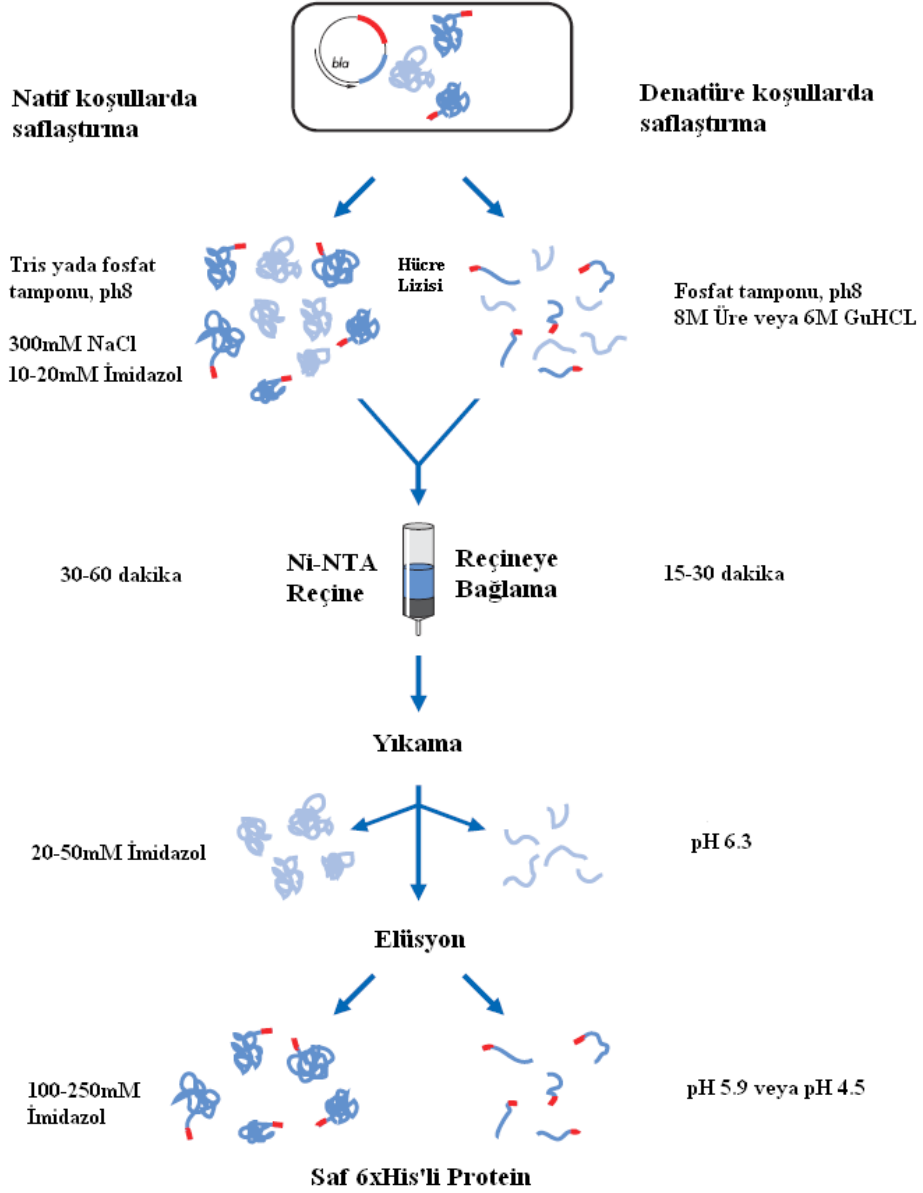 bla
Natif koşullarda
saflaştırma
Denatüre koşullarda
saflaştırma
Tris yada fosfat
tamponu, ph8
300mM NaCl
10-20mM İmidazol
Hücre
Lizisi
Fosfat tamponu, ph8
8M Üre veya 6M GuHCL
30-60 dakika
Ni-NTA
Reçine
Reçineye
Bağlama
15-30 dakika
Yıkama
20-50mM İmidazol
pH 6.3
Elüsyon
100-250mM
İmidazol
pH 5.9 veya pH 4.5
Saf 6xHis'li Protein